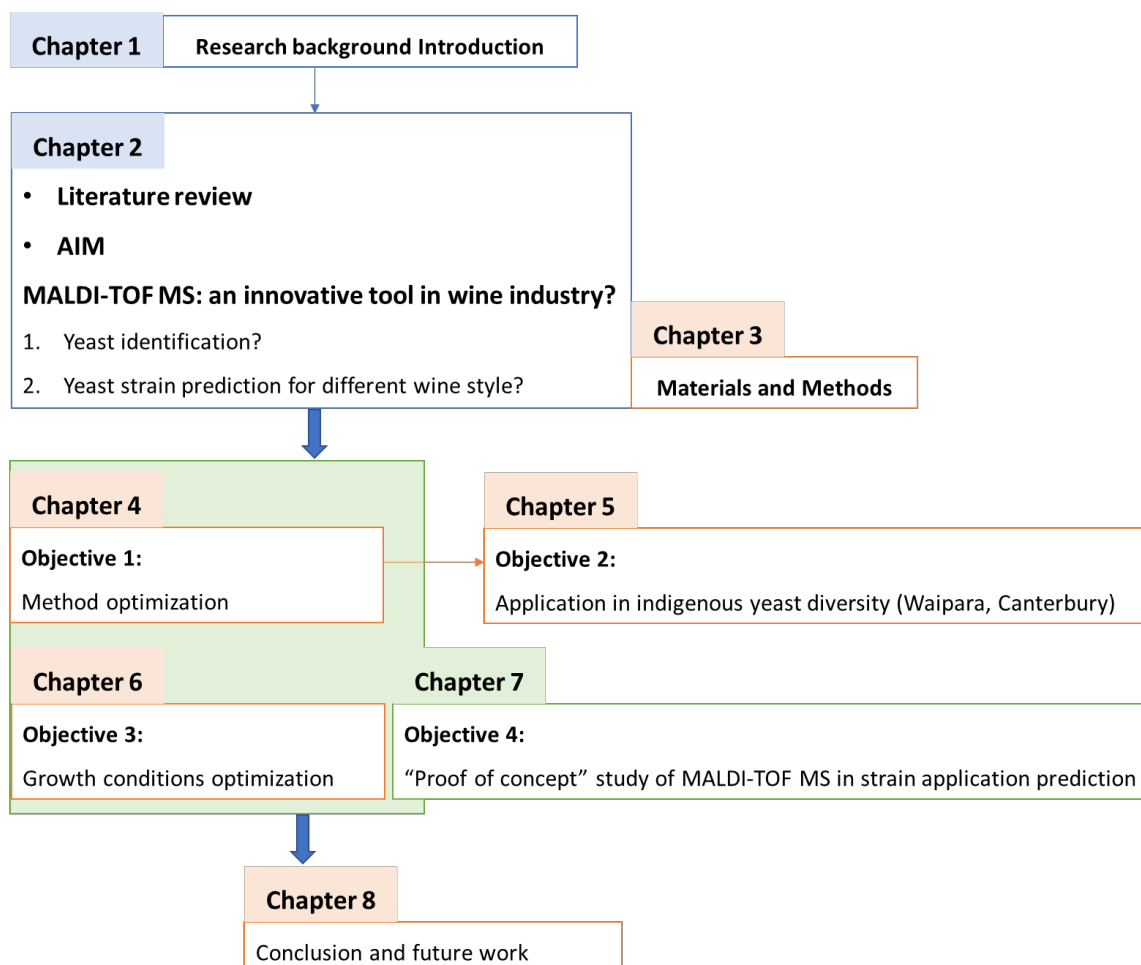 Chapter 1
Research background Introduction
Chapter 2
• Literature review
• AIM
MALDI-TOF MS: an innovative tool in wine industry?
1. Yeast identification?
2. Yeast strain prediction for different wine style?
Chapter 3
Materials and Methods
Chapter 4
Objective 1:
Method optimization
Chapter 5
Objective 2:
Application in indigenous yeast diversity (Waipara, Canterbury)
Chapter 6
Objective 3:
Growth conditions optimization
Chapter 7
Objective 4:
“Proof of concept” study of MALDI-TOF MS in strain application prediction
Chapter 8
Conclusion and future work